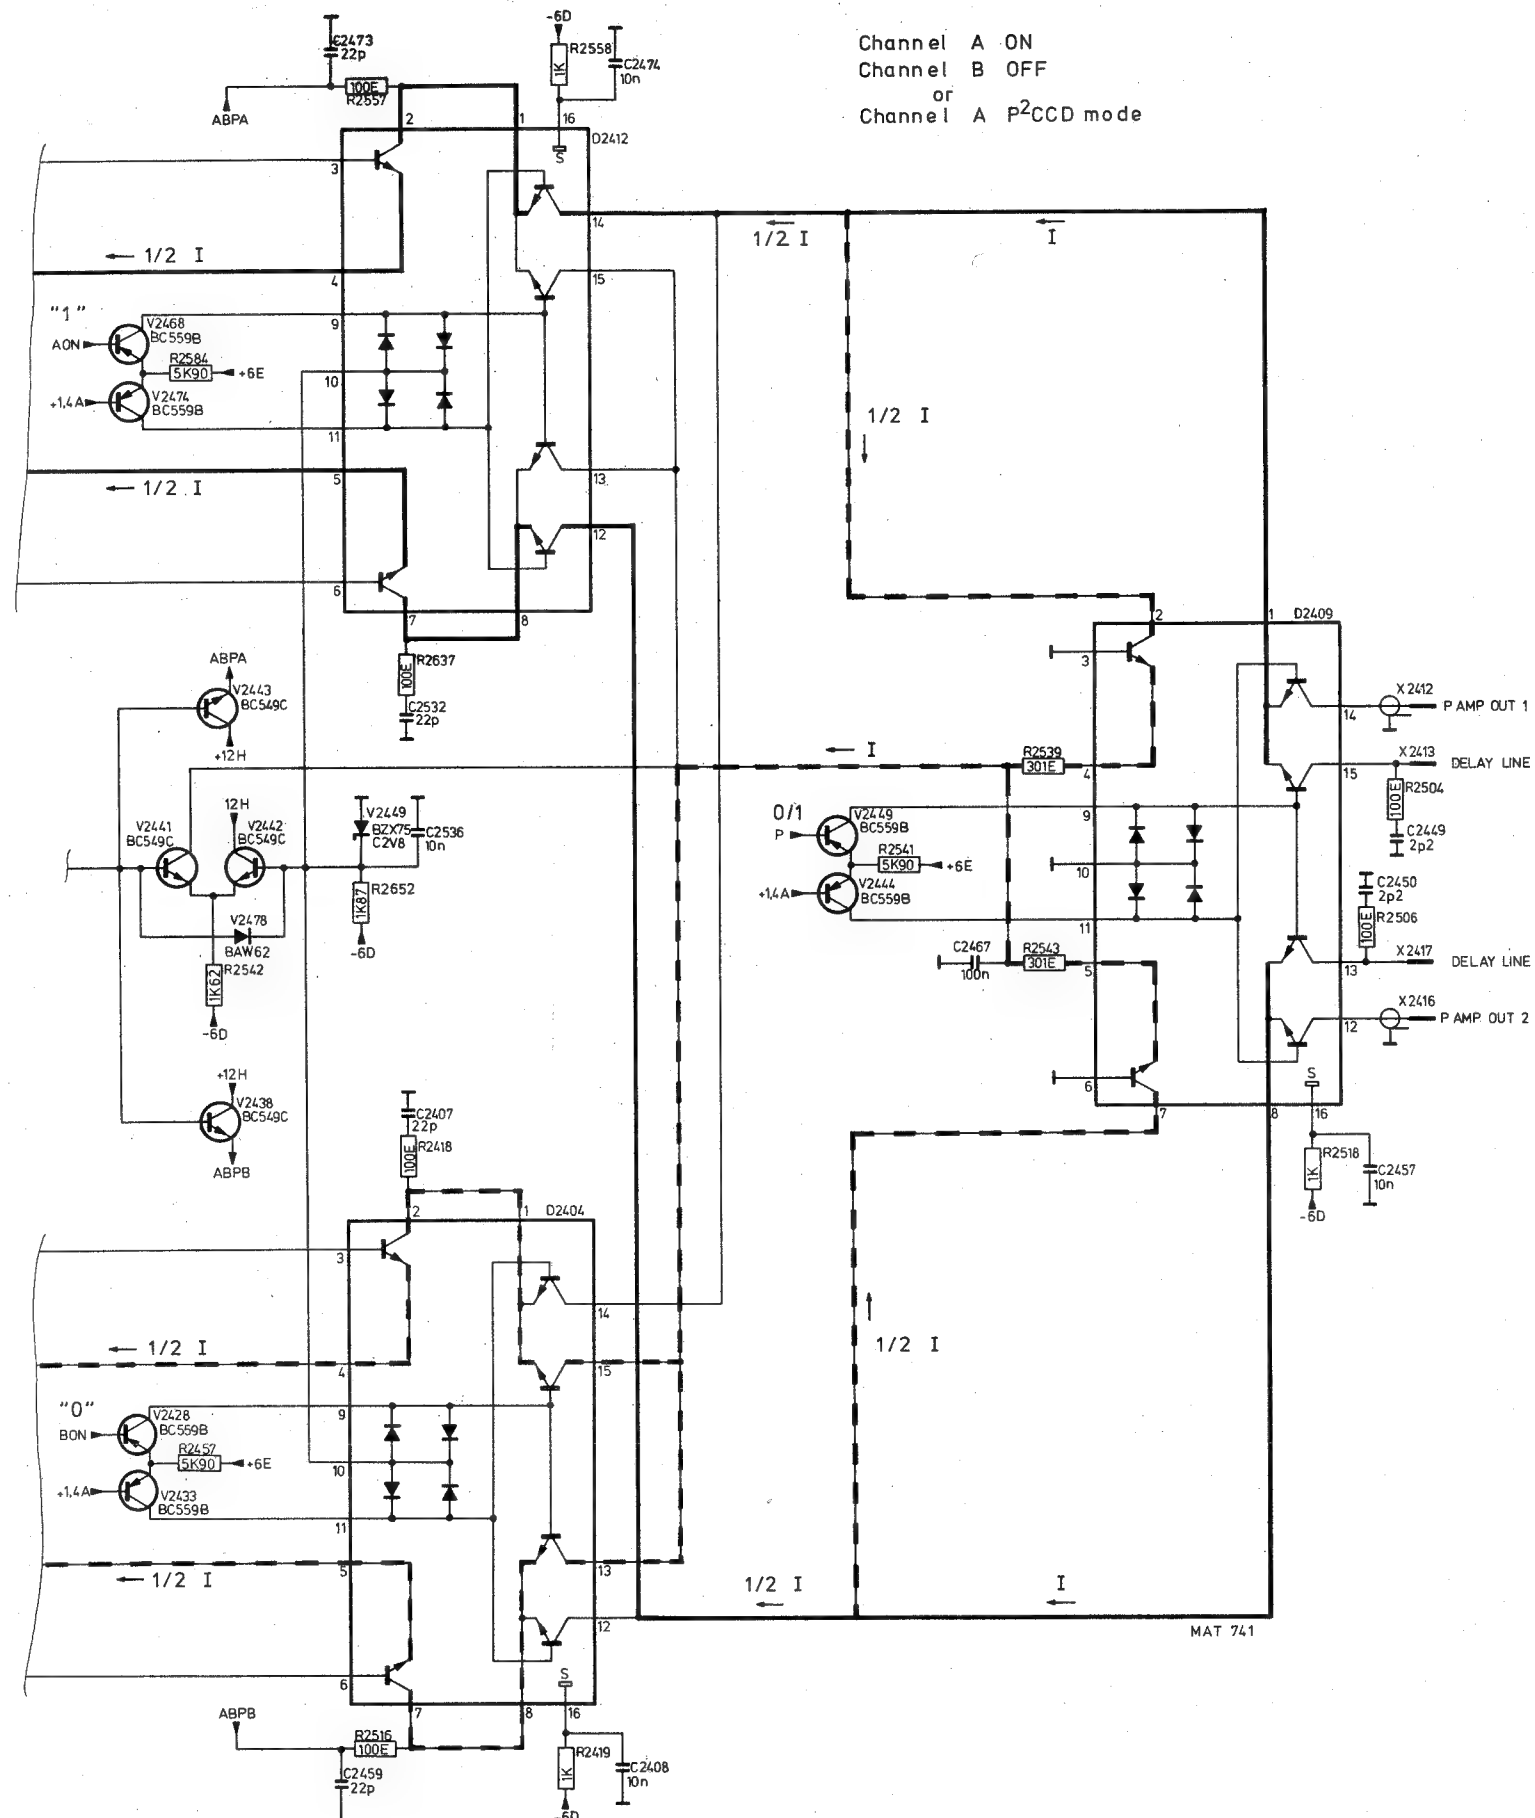 Channel A ON
Channel B OFF
or
Channel A P²CCD mode
C2473
22p
100E
R2557
ABPA
-6D
R2558
1K
C2474
10n
2
1
16
D2412
S
3
14
1/2 I
I
1/2 I
4
15
"1"
V2468
BC559B
9
AON
R2584
5K90
+6E
10
V2474
BC559B
+1,4A
11
1/2 I
5
13
1/2 I
12
6
7
8
R2637
100E
C2532
22p
2
1
D2409
3
ABPA
V2443
BC549C
+12H
X2412
P AMP OUT 1
14
I
R2539
301E
4
X2413
DELAY LINE
15
R2504
100E
C2449
2p2
12H
V2441
BC549C
V2442
BC549C
V2449
BZX75
C2V8
C2536
10n
0/1
P
V2449
BC559B
9
R2541
5K90
+6E
10
+1,4A
V2444
BC559B
11
C2450
2p2
R2506
100E
R2652
1K87
-6D
V2478
BAW62
R2542
1K62
-6D
C2467
100n
R2543
301E
5
X2417
DELAY LINE
13
X2416
P AMP OUT 2
12
+12H
V2438
BC549C
ABPB
C2407
22p
R2418
100E
6
7
8
S
16
R2518
1K
C2457
10n
-6D
2
1
D2404
3
14
1/2 I
1/2 I
4
15
"0"
V2428
BC559B
9
BON
R2457
5K90
+6E
10
+1,4A
V2433
BC559B
11
5
13
1/2 I
1/2 I
I
12
MAT 741
6
S
7
8
16
ABPB
R2516
100E
C2459
22p
R2419
1K
C2408
10n
-6D